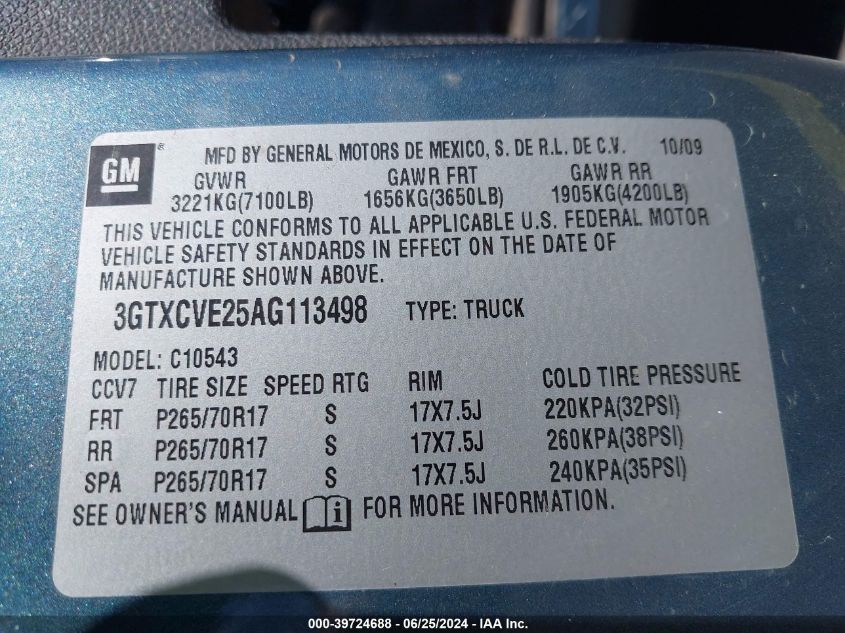 GM ® MFD BY GENERAL MOTORS DE MEXICO, S. DE R.L. DE C.V. 10/09
GVWR GAWR FRT GAWR RR
3221KG(7100LB) 1656KG(3650LB) 1905KG(4200LB)
THIS VEHICLE CONFORMS TO ALL APPLICABLE U.S. FEDERAL MOTOR
VEHICLE SAFETY STANDARDS IN EFFECT ON THE DATE OF
MANUFACTURE SHOWN ABOVE.
3GTXCVE25AG113498 TYPE: TRUCK
MODEL: C10543
CCV7 TIRE SIZE SPEED RTG RIM COLD TIRE PRESSURE
FRT P265/70R17 S 17X7.5J 220KPA(32PSI)
RR P265/70R17 S 17X7.5J 260KPA(38PSI)
SPA P265/70R17 S 17X7.5J 240KPA(35PSI)
SEE OWNER'S MANUAL i FOR MORE INFORMATION.
000-39724688 - 06/25/2024 - IAA Inc.